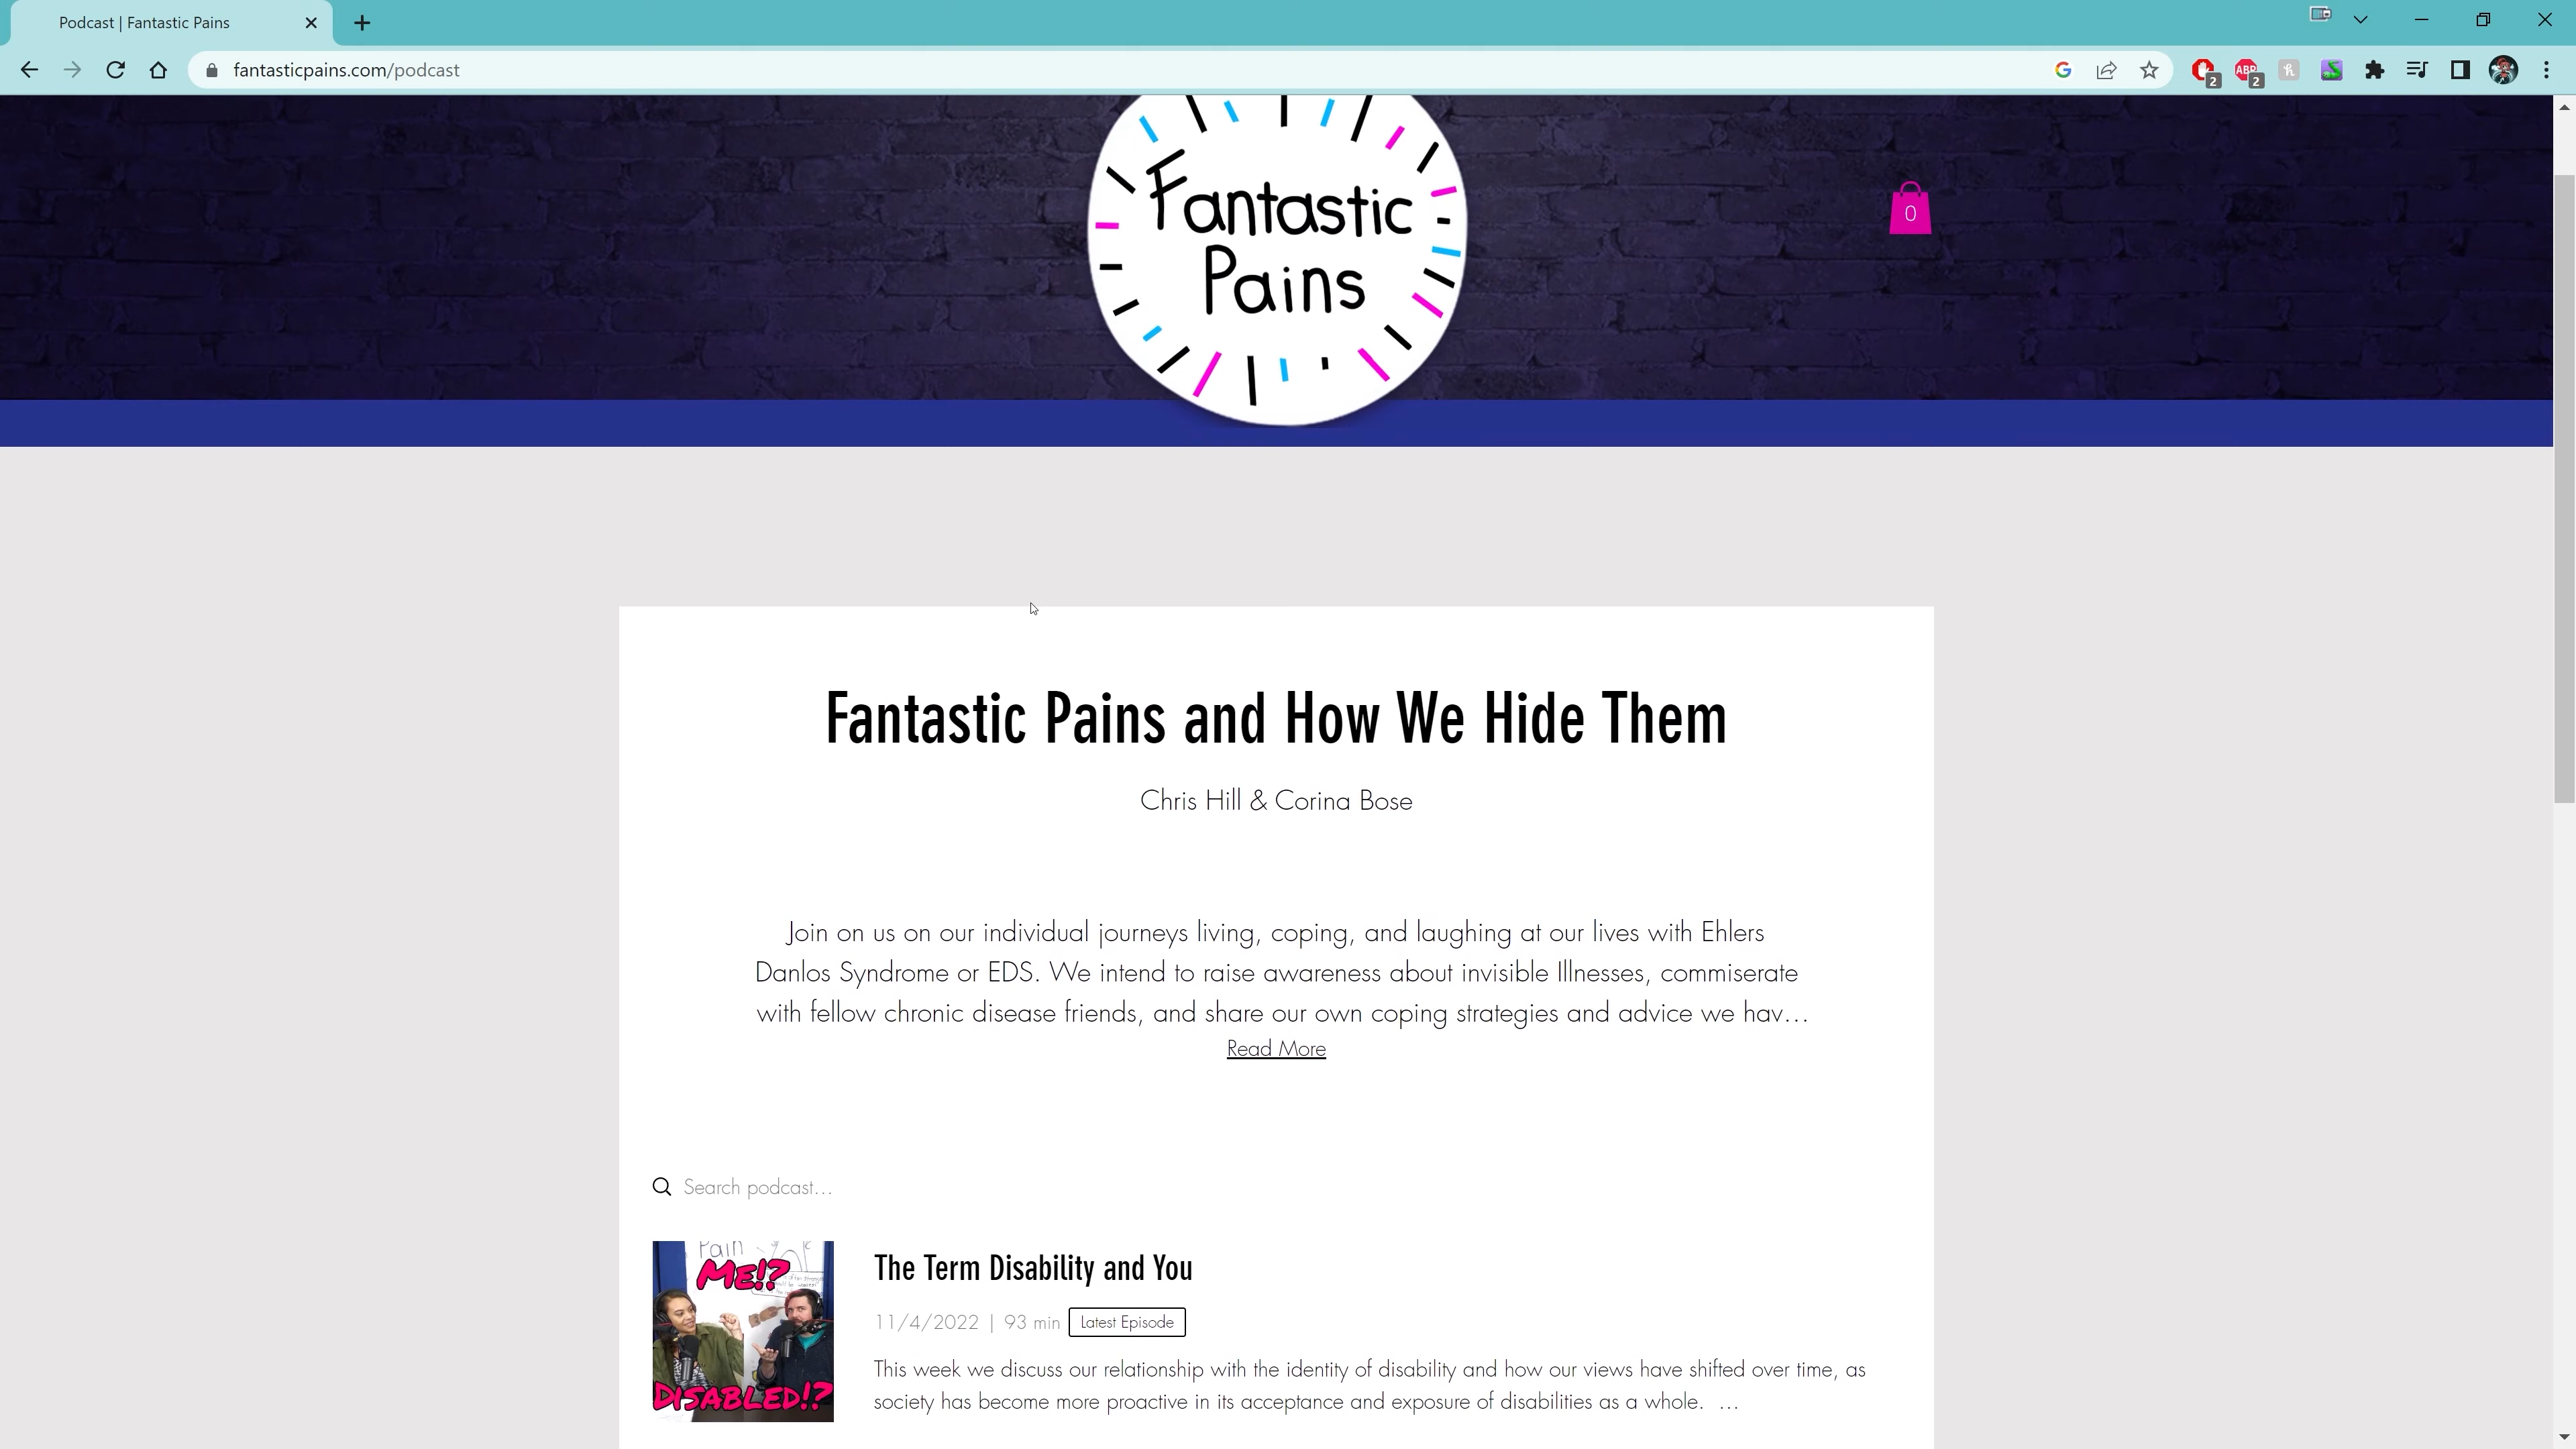 Podcast | Fantastic Pains
fantasticpains.com/podcast
2
ABP
2
Fantastic
Pains
0
Fantastic Pains and How We Hide Them
Chris Hill & Corina Bose
Join on us on our individual journeys living, coping, and laughing at our lives with Ehlers
Danlos Syndrome or EDS. We intend to raise awareness about invisible Illnesses, commiserate
with fellow chronic disease friends, and share our own coping strategies and advice we hav...
Read More
Search podcast...
Pain
ME!?
DISABLED!?
The Term Disability and You
11/4/2022 | 93 min Latest Episode
This week we discuss our relationship with the identity of disability and how our views have shifted over time, as
society has become more proactive in its acceptance and exposure of disabilities as a whole. ...